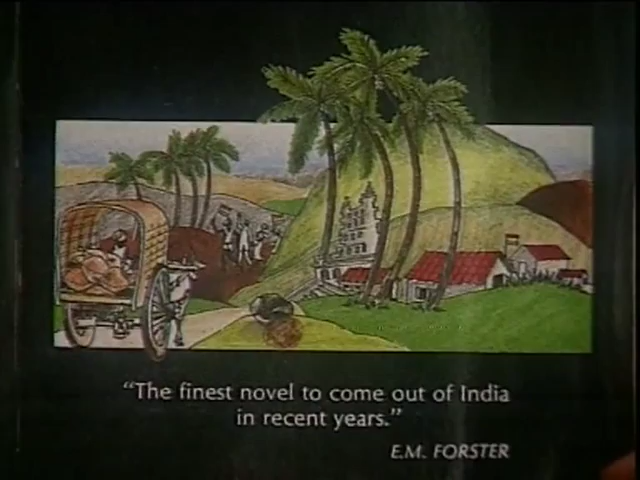 “The finest novel to come out of India
in recent years.”
E.M. FORSTER